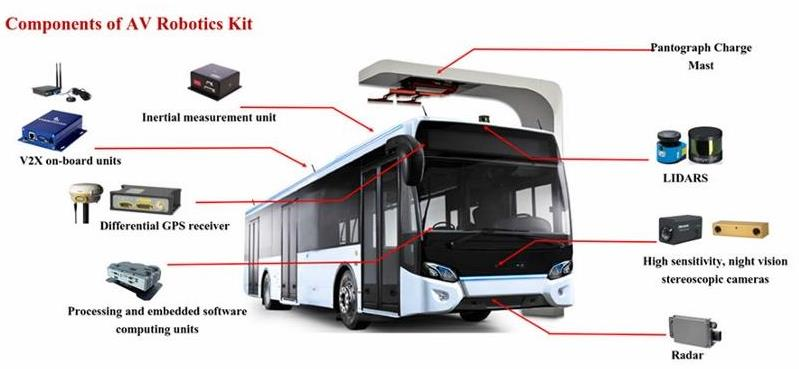 Components of AV Robotics Kit
Pantograph Charge
Mast
Inertial measurement unit
V2X on-board units
LIDARS
Differential GPS receiver
High sensitivity, night vision
stereoscopic cameras
Processing and embedded software
computing units
Radar